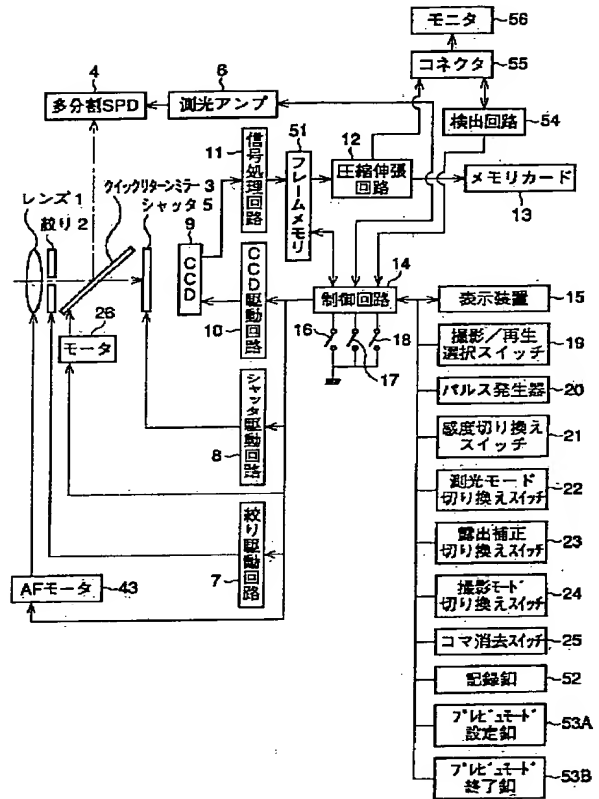 モニタ
56
コネクタ
55
4
6
多分割SPD
測光アンプ
検出回路
54
信号処理回路
11
51
フレームメモリ
12
圧縮伸張
回路
メモリカード
13
クイックリターンミラー 3
レンズ 1
シャッタ 5
絞り 2
9
CCD
CCD駆動回路
10
14
制御回路
16
17
18
表示装置
15
26
モータ
撮影/再生
選択スイッチ
19
パルス発生器
20
シャッタ駆動回路
8
感度切り換え
スイッチ
21
測光モード
切り換えスイッチ
22
絞り駆動回路
7
露出補正
切り換えスイッチ
23
AFモータ
43
撮影モード
切り換えスイッチ
24
コマ消去スイッチ
25
記録釦
52
プレビュモード
設定釦
53A
プレビュモード
終了釦
53B